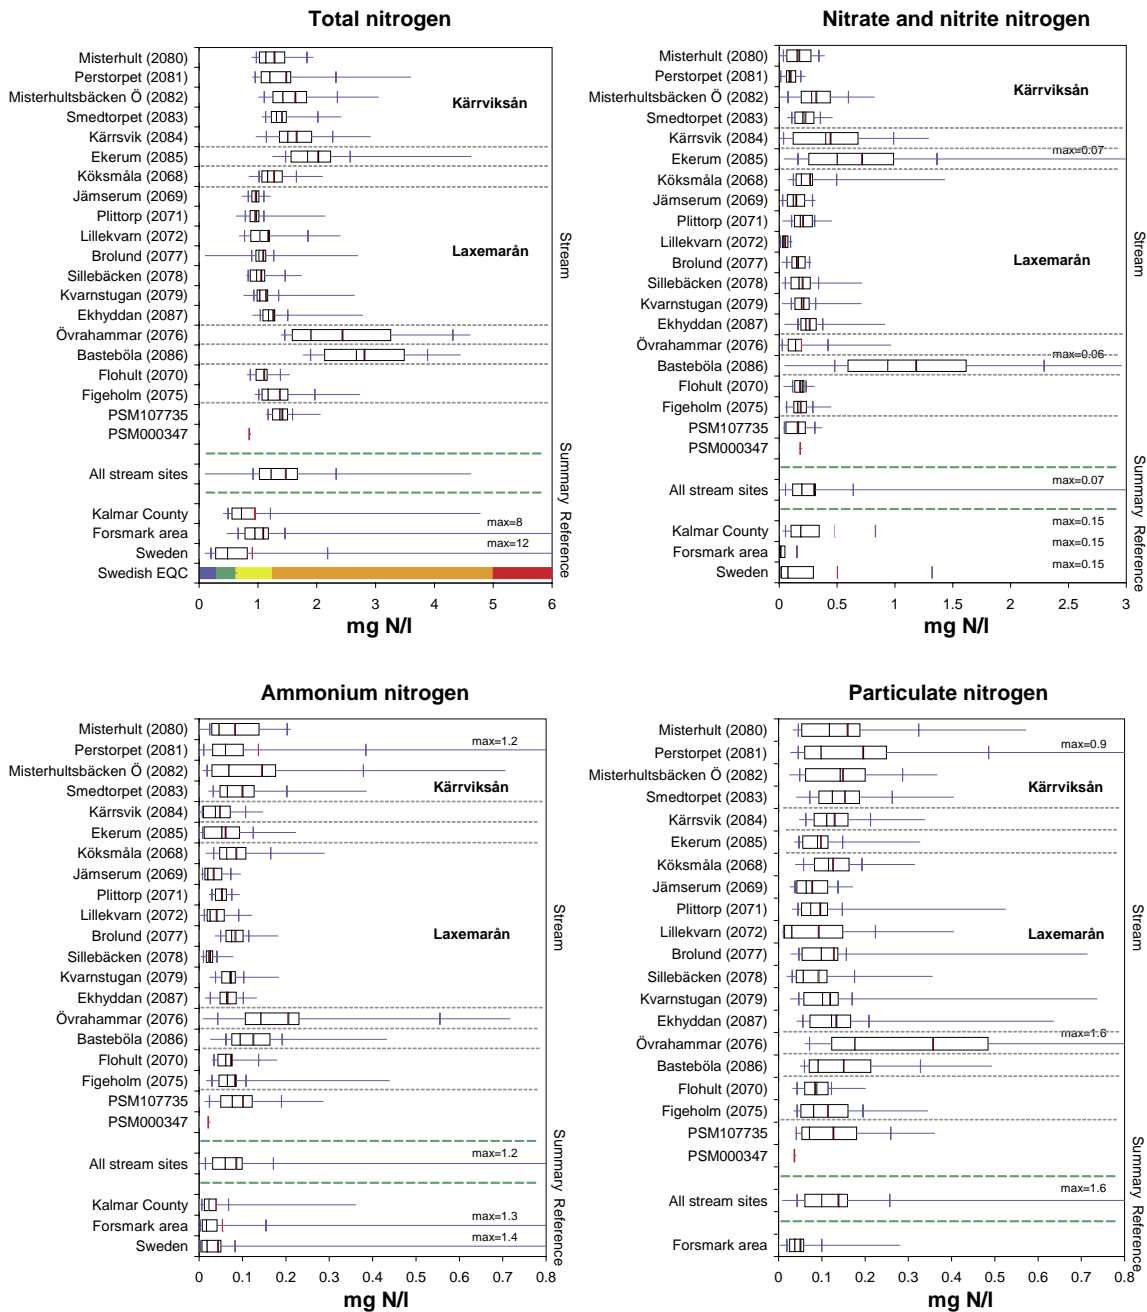 Total nitrogen
Misterhult (2080)
Perstorpet (2081)
Misterhultsbäcken Ö (2082)
Smedtorpet (2083)
Kärrsvik (2084)
Ekerum (2085)
Köksmåla (2068)
Jämserum (2069)
Plittorp (2071)
Lillekvarn (2072)
Brolund (2077)
Sillebäcken (2078)
Kvarnstugan (2079)
Ekhyddan (2087)
Övrahammar (2076)
Basteböla (2086)
Flohult (2070)
Figeholm (2075)
PSM107735
PSM000347
All stream sites
Kalmar County
Forsmark area
Sweden
Swedish EQC
Kärrviksån
Laxemarån
max=8
max=12
Stream
Summary
Reference
0 1 2 3 4 5 6
mg N/l
Nitrate and nitrite nitrogen
Misterhult (2080)
Perstorpet (2081)
Misterhultsbäcken Ö (2082)
Smedtorpet (2083)
Kärrsvik (2084)
Ekerum (2085)
Köksmåla (2068)
Jämserum (2069)
Plittorp (2071)
Lillekvarn (2072)
Brolund (2077)
Sillebäcken (2078)
Kvarnstugan (2079)
Ekhyddan (2087)
Övrahammar (2076)
Basteböla (2086)
Flohult (2070)
Figeholm (2075)
PSM107735
PSM000347
All stream sites
Kalmar County
Forsmark area
Sweden
Kärrviksån
max=0.07
Laxemarån
max=0.06
max=0.07
max=0.15
max=0.15
max=0.15
Stream
Summary
Reference
0 0.5 1 1.5 2 2.5 3
mg N/l
Ammonium nitrogen
Misterhult (2080)
Perstorpet (2081)
Misterhultsbäcken Ö (2082)
Smedtorpet (2083)
Kärrsvik (2084)
Ekerum (2085)
Köksmåla (2068)
Jämserum (2069)
Plittorp (2071)
Lillekvarn (2072)
Brolund (2077)
Sillebäcken (2078)
Kvarnstugan (2079)
Ekhyddan (2087)
Övrahammar (2076)
Basteböla (2086)
Flohult (2070)
Figeholm (2075)
PSM107735
PSM000347
All stream sites
Kalmar County
Forsmark area
Sweden
max=1.2
Kärrviksån
Laxemarån
max=1.2
max=1.3
max=1.4
Stream
Summary
Reference
0 0.1 0.2 0.3 0.4 0.5 0.6 0.7 0.8
mg N/l
Particulate nitrogen
Misterhult (2080)
Perstorpet (2081)
Misterhultsbäcken Ö (2082)
Smedtorpet (2083)
Kärrsvik (2084)
Ekerum (2085)
Köksmåla (2068)
Jämserum (2069)
Plittorp (2071)
Lillekvarn (2072)
Brolund (2077)
Sillebäcken (2078)
Kvarnstugan (2079)
Ekhyddan (2087)
Övrahammar (2076)
Basteböla (2086)
Flohult (2070)
Figeholm (2075)
PSM107735
PSM000347
All stream sites
Forsmark area
max=0.9
Kärrviksån
Laxemarån
max=1.6
max=1.6
Stream
Summary
Reference
0 0.1 0.2 0.3 0.4 0.5 0.6 0.7 0.8
mg N/l